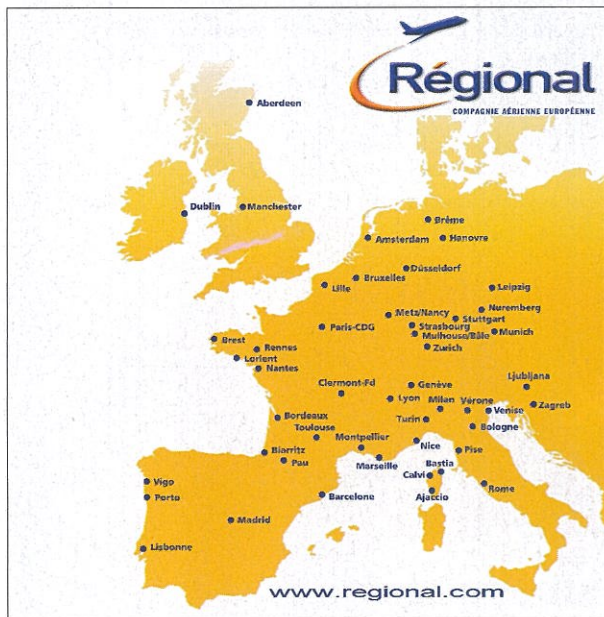 Régional
COMPAGNIE AÉRIENNE EUROPÉENNE
Aberdeen
Dublin
Manchester
Brême
Amsterdam
Hanovre
Düsseldorf
Bruxelles
Lille
Leipzig
Nuremberg
Metz/Nancy
Stuttgart
Paris-CDG
Strasbourg
Munich
Mulhouse/Bâle
Brest
Rennes
Zurich
Lorient
Nantes
Ljubljana
Clermont-Fd
Genève
Lyon
Milan
Vérone
Venise
Zagreb
Bordeaux
Turin
Bologne
Toulouse
Montpellier
Nice
Biarritz
Pise
Pau
Marseille
Bastia
Calvi
Vigo
Rome
Porto
Barcelone
Ajaccio
Madrid
Lisbonne
www.regional.com